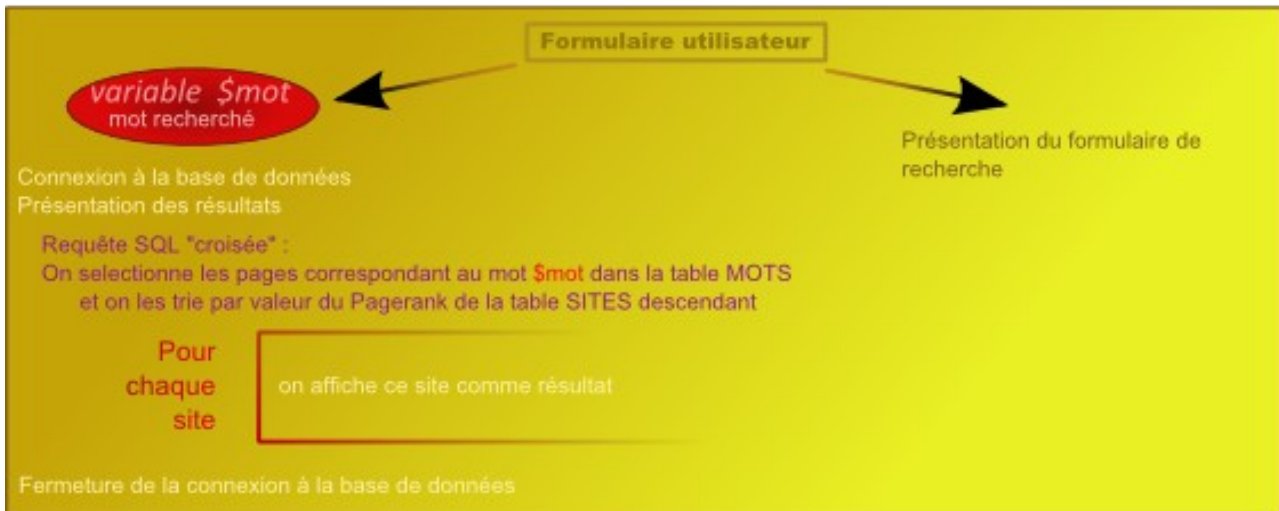 Formulaire utilisateur
variable $mot
mot recherché
Présentation du formulaire de
recherche
Connexion à la base de données
Présentation des résultats
Requête SQL "croisée" :
On selectionne les pages correspondant au mot $mot dans la table MOTS
et on les trie par valeur du Pagerank de la table SITES descendant
Pour
chaque
site
on affiche ce site comme résultat
Fermeture de la connexion à la base de données